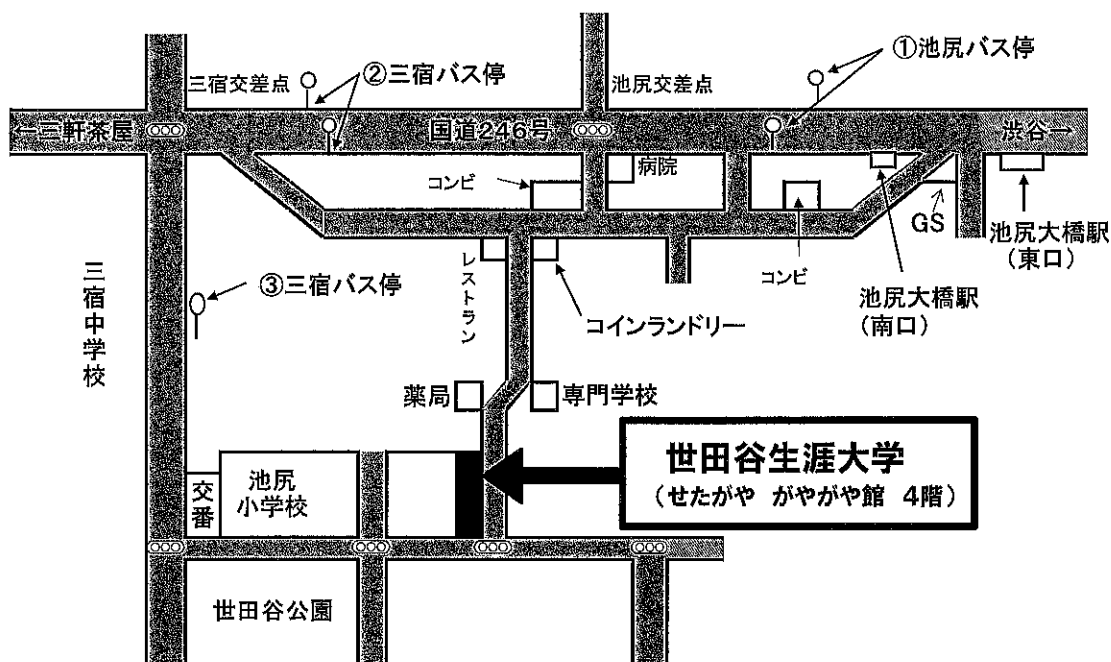 ①池尻バス停
三宿交差点
②三宿バス停
池尻交差点
←三軒茶屋
国道246号
渋谷→
コンビ
病院
GS
池尻大橋駅
(東口)
三宿中学校
③三宿バス停
レストラン
コインランドリー
コンビ
池尻大橋駅
(南口)
薬局
専門学校
世田谷生涯大学
(せたがや がやがや館 4階)
交番
池尻
小学校
世田谷公園